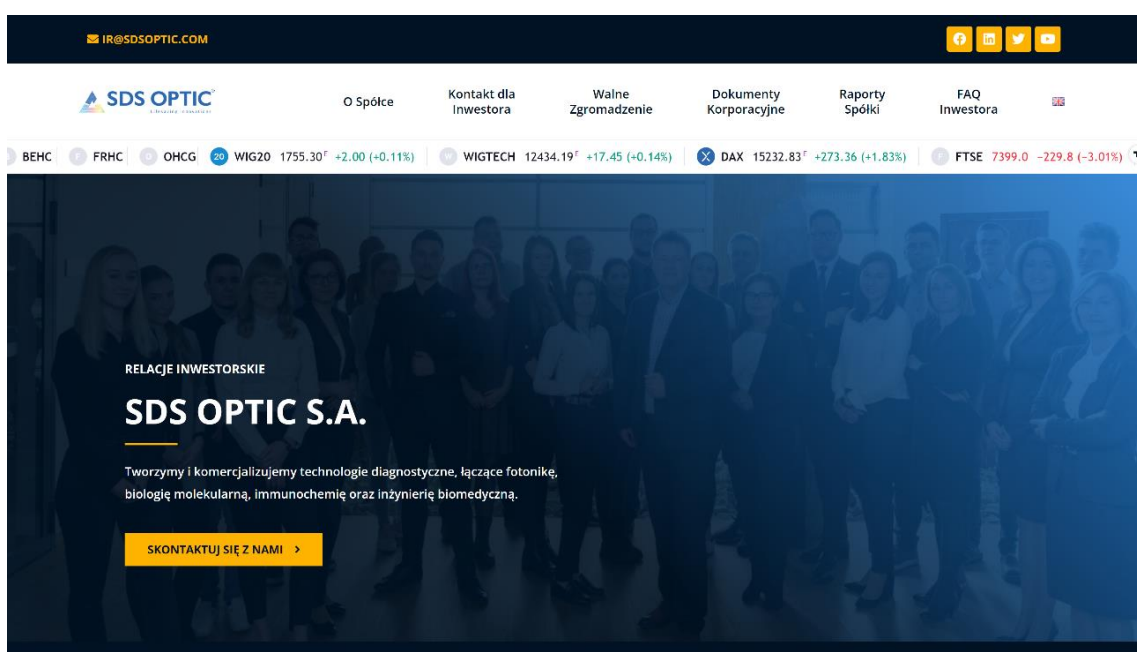 IR@SDSOPTIC.COM
SDS OPTIC
O Spółce
Kontakt dla
Inwestora
Walne
Zgromadzenie
Dokumenty
Korporacyjne
Raporty
Spółki
FAQ
Inwestora
BEHC FRHC OHCG 20 WIG20 1755.30 F +2.00 (+0.11%) WIGTECH 12434.19 F +17.45 (+0.14%) DAX 15232.83 F +273.36 (+1.83%) F FTSE 7399.0 −229.8 (−3.01%)
RELACJE INWESTORSKIE
SDS OPTIC S.A.
Tworzymy i komercjalizujemy technologie diagnostyczne, łączące fotonikę,
biologię molekularną, immunochemię oraz inżynierię biomedyczną.
SKONTAKTUJ SIĘ Z NAMI >